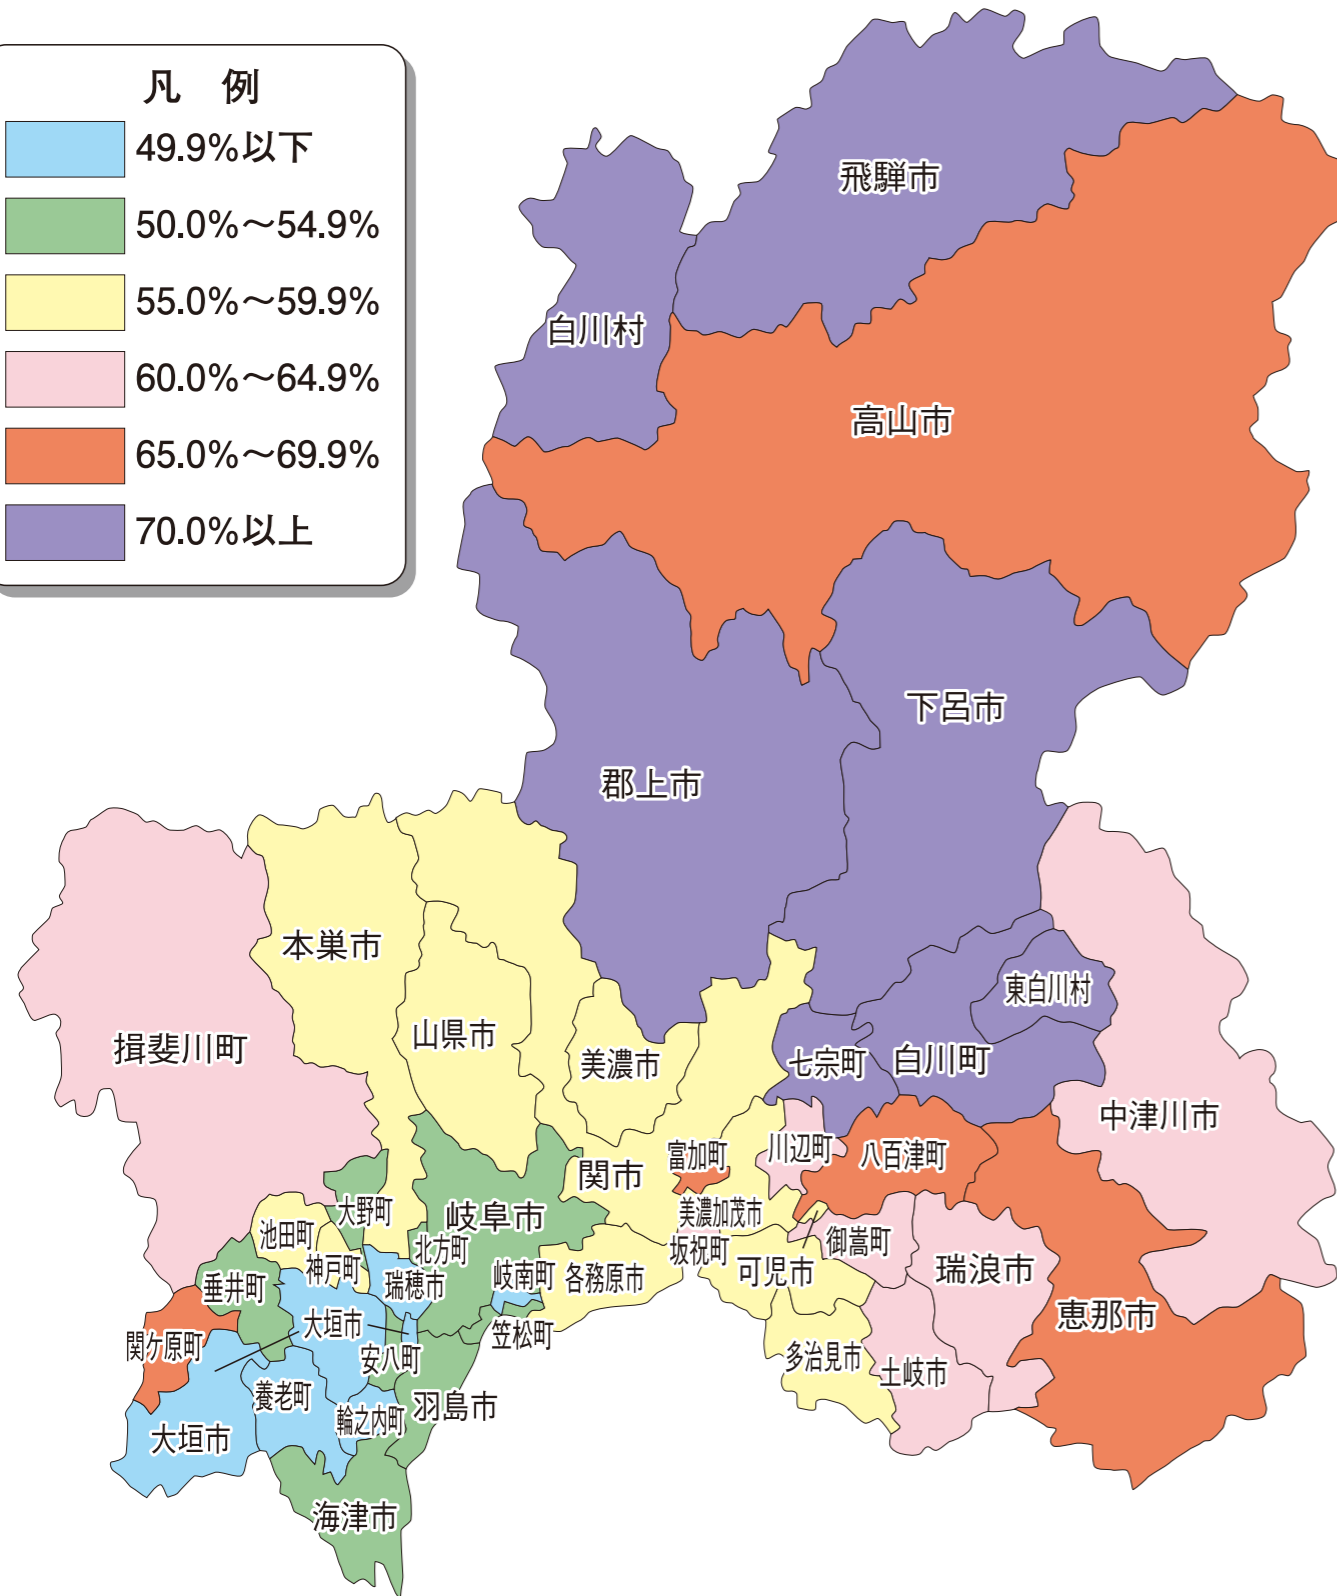 凡 例
49.9%以下
50.0%～54.9%
55.0%～59.9%
60.0%～64.9%
65.0%～69.9%
70.0%以上
飛騨市
白川村
高山市
下呂市
郡上市
本巣市
東白川村
山県市
揖斐川町
美濃市
七宗町
白川町
中津川市
富加町
川辺町
八百津町
関市
大野町
岐阜市
美濃加茂市
池田町
北方町
坂祝町
御嵩町
神戸町
瑞穂市
岐南町
各務原市
可児市
瑞浪市
垂井町
大垣市
笠松町
恵那市
関ケ原町
安八町
多治見市
土岐市
養老町
輪之内町
羽島市
大垣市
海津市